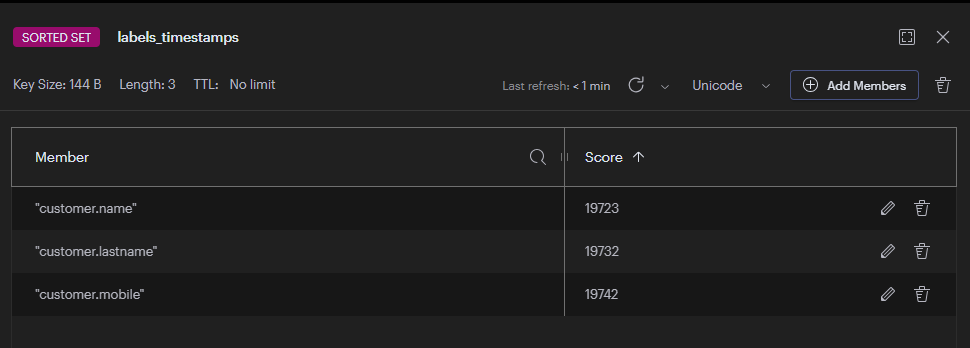 SORTED SET labels_timestamps
Key Size: 144 B Length: 3 TTL: No limit Last refresh: < 1 min Unicode Add Members
Member Score
"customer.name" 19723
"customer.lastname" 19732
"customer.mobile" 19742